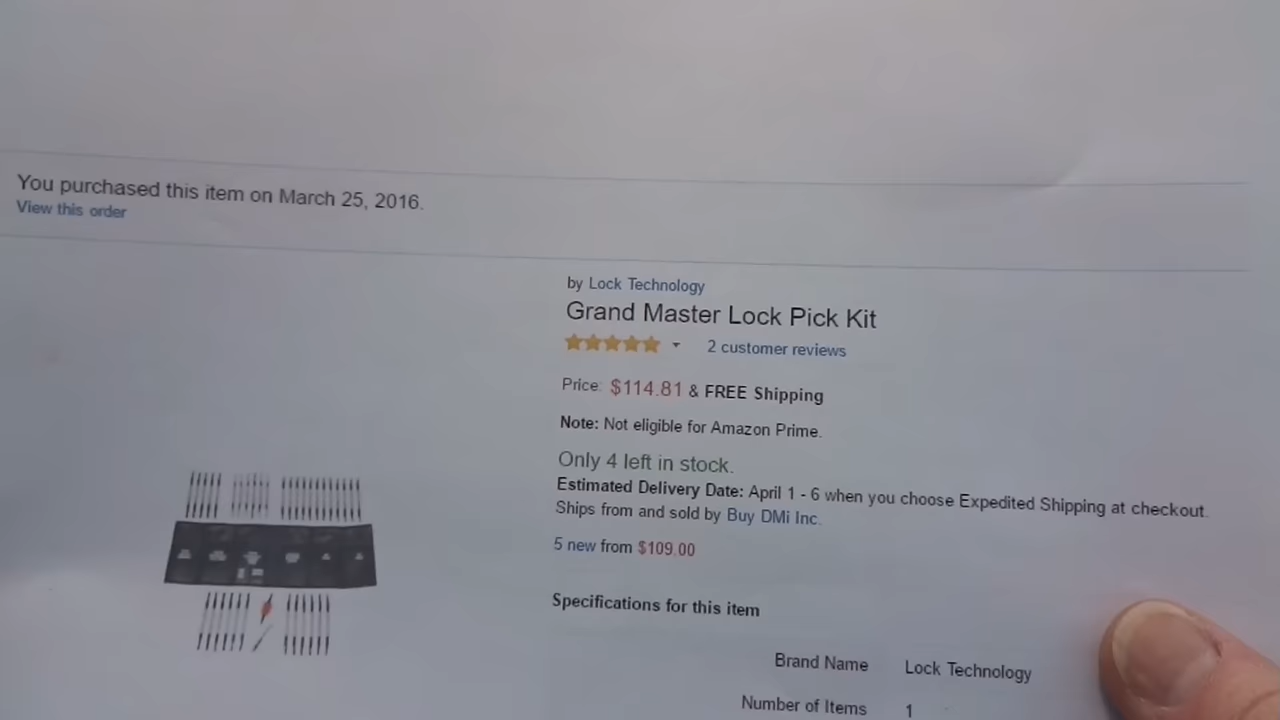 You purchased this item on March 25, 2016.
View this order
by Lock Technology
Grand Master Lock Pick Kit
2 customer reviews
Price: $114.81 & FREE Shipping
Note: Not eligible for Amazon Prime.
Only 4 left in stock.
Estimated Delivery Date: April 1 - 6 when you choose Expedited Shipping at checkout.
Ships from and sold by Buy DMi Inc.
5 new from $109.00
Specifications for this item
Brand Name Lock Technology
Number of Items 1